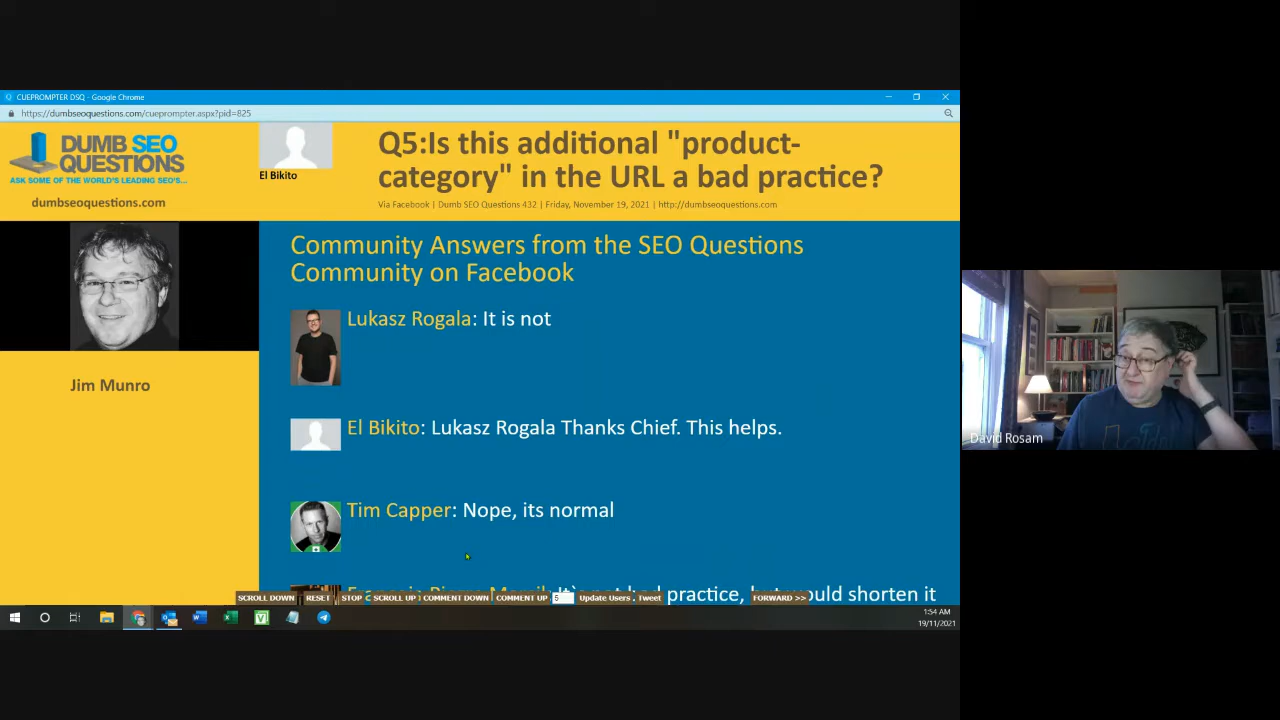 CUEPROMPTER DSQ - Google Chrome
https://dumbseoquestions.com/cueprompter.aspx?pid=825
DUMB SEO
QUESTIONS
ASK SOME OF THE WORLD'S LEADING SEO'S...
dumbseoquestions.com
El Bikito
Q5:Is this additional "product-
category" in the URL a bad practice?
Via Facebook | Dumb SEO Questions 432 | Friday, November 19, 2021 | http://dumbseoquestions.com
Jim Munro
Community Answers from the SEO Questions
Community on Facebook
Lukasz Rogala: It is not
El Bikito: Lukasz Rogala Thanks Chief. This helps.
Tim Capper: Nope, its normal
practice, but would shorten it
SCROLL DOWN RESET STOP SCROLL UP COMMENT DOWN COMMENT UP 5 Update Users Tweet FORWARD >>
1:54 AM
19/11/2021
David Rosam